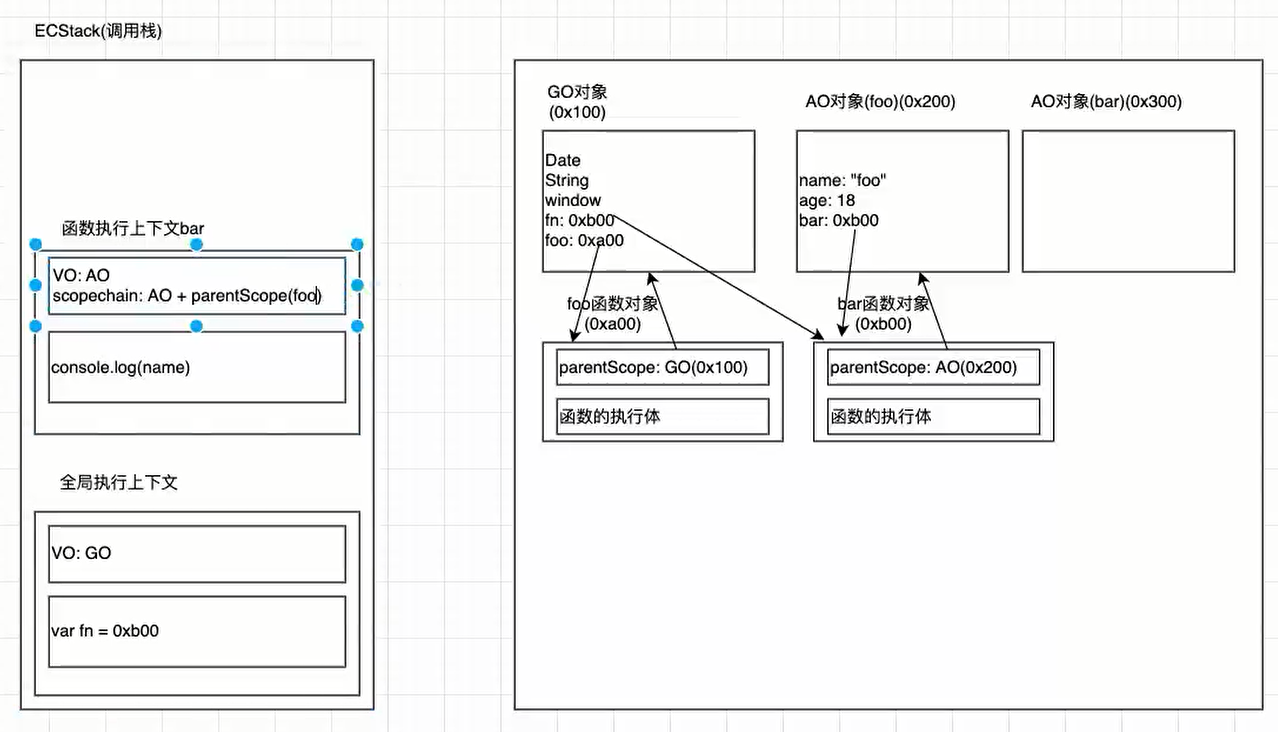 ECStack(调用栈)
函数执行上下文bar
VO: AO
scopechain: AO + parentScope(foo)
console.log(name)
全局执行上下文
VO: GO
var fn = 0xb00
GO对象
(0x100)
Date
String
window
fn: 0xb00
foo: 0xa00
AO对象(foo)(0x200)
name: "foo"
age: 18
bar: 0xb00
AO对象(bar)(0x300)
foo函数对象
(0xa00)
parentScope: GO(0x100)
函数的执行体
bar函数对象
(0xb00)
parentScope: AO(0x200)
函数的执行体